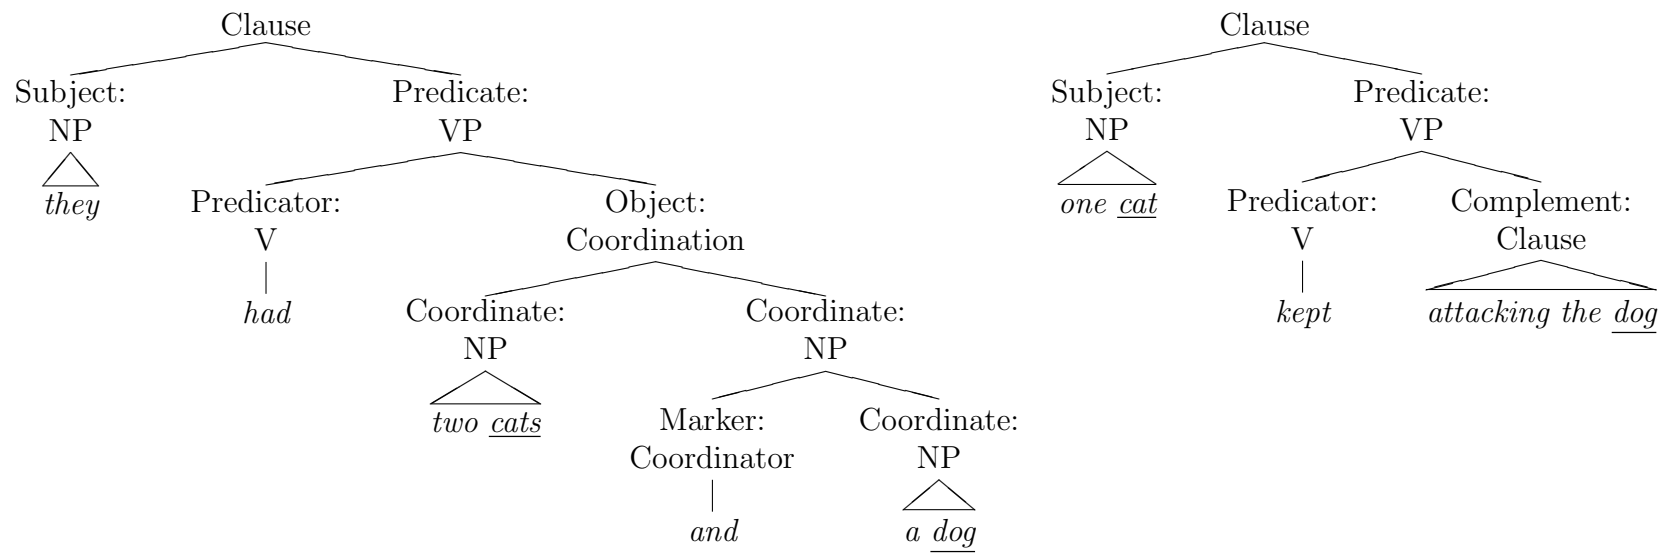 Clause
Subject:
NP
they
Predicate:
VP
Predicator:
V
had
Object:
Coordination
Coordinate:
NP
two cats
Coordinate:
NP
Marker:
Coordinator
and
Coordinate:
NP
a dog
Clause
Subject:
NP
one cat
Predicate:
VP
Predicator:
V
kept
Complement:
Clause
attacking the dog